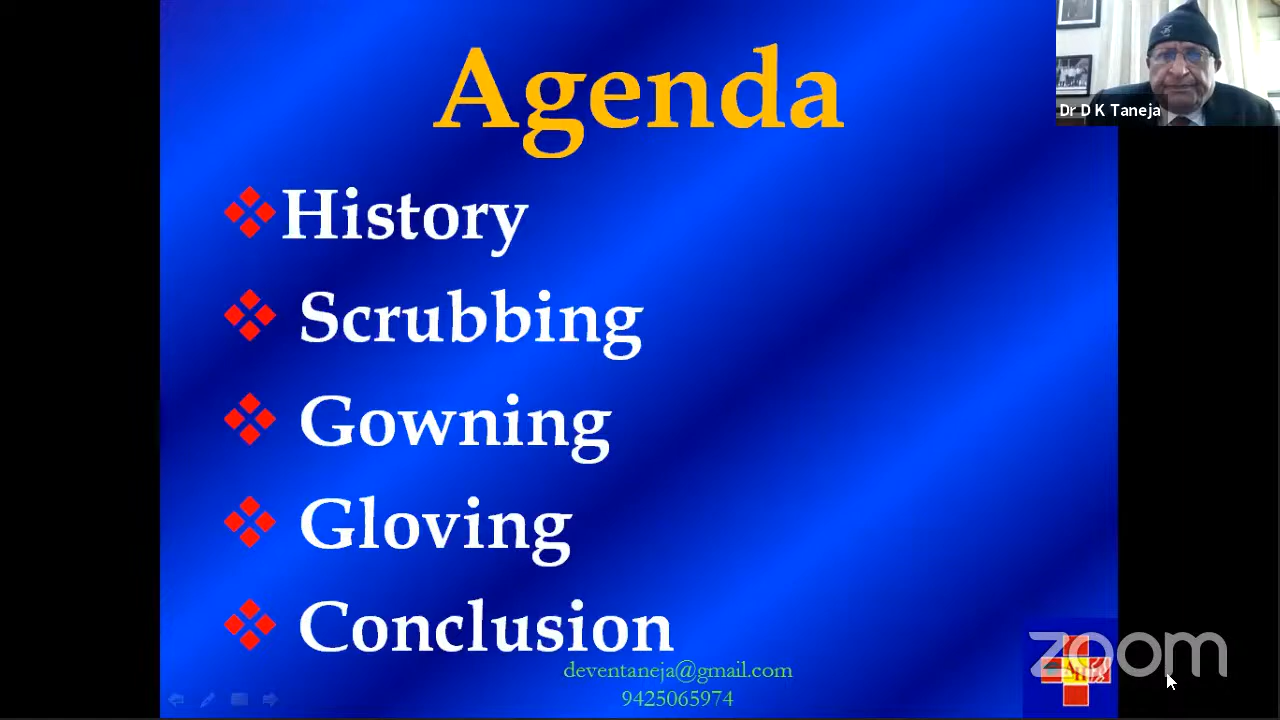 Agenda
Dr D K Taneja
History
Scrubbing
Gowning
Gloving
Conclusion
deventaneja@gmail.com
9425065974
zoom